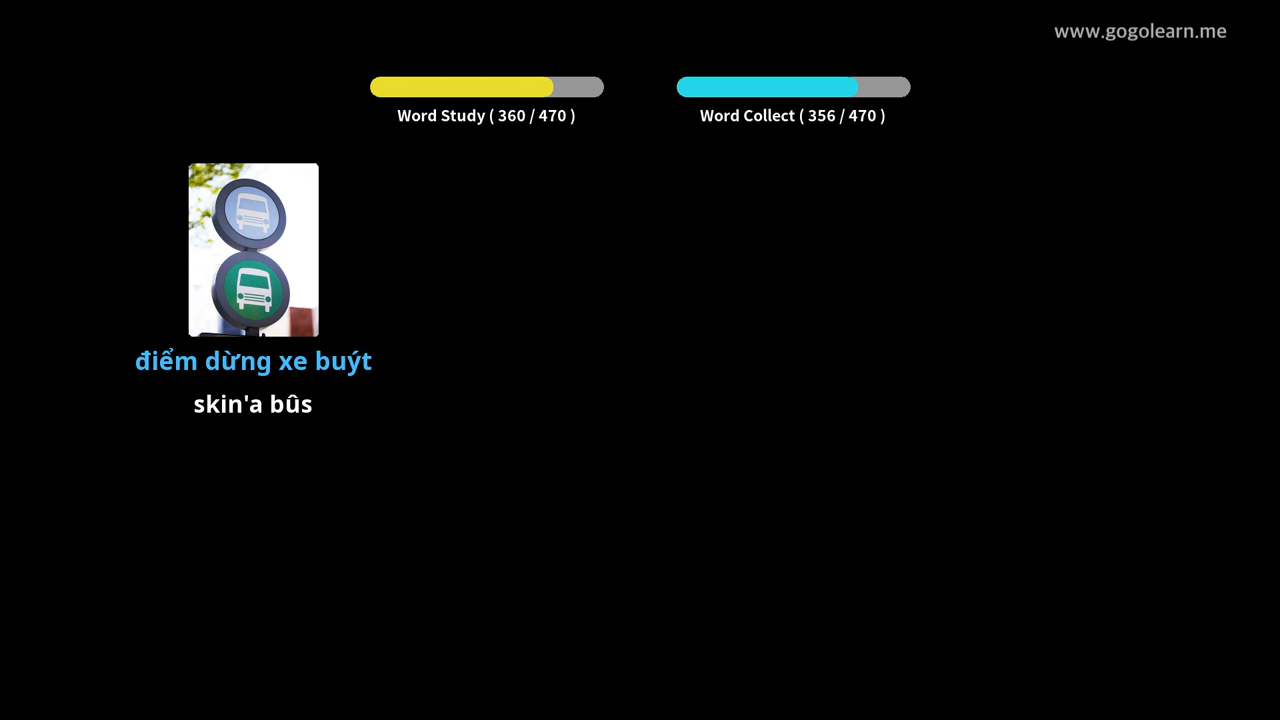 www.gogolearn.me
Word Study ( 360 / 470 )
Word Collect ( 356 / 470 )
điểm dừng xe buýt
skin'a bûs